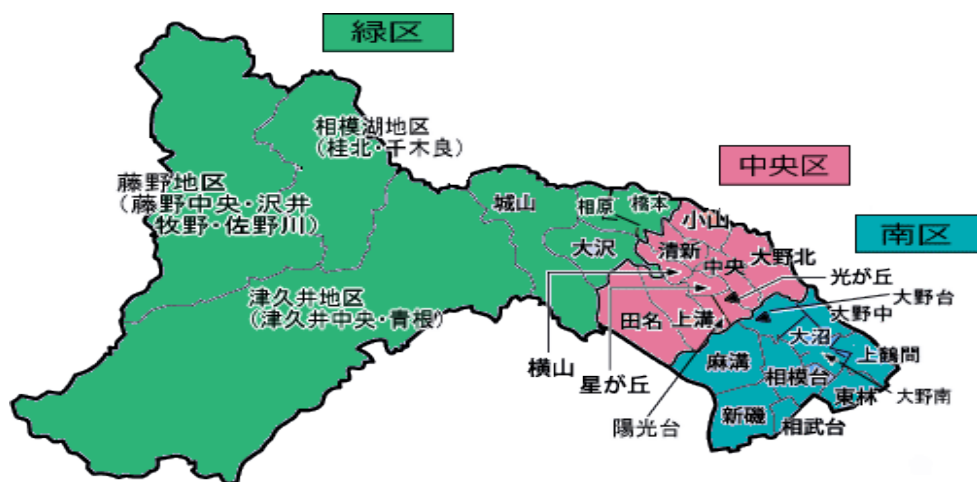 緑区
相模湖地区
(桂北・千木良)
藤野地区
(藤野中央・沢井
牧野・佐野川)
津久井地区
(津久井中央・青根)
城山
相原
橋本
大沢
中央区
小山
清新
中央
大野北
田名
上溝
横山
星が丘
光が丘
陽光台
南区
大野台
大野中
大沼
上鶴間
麻溝
相模台
東林
大野南
新磯
相武台